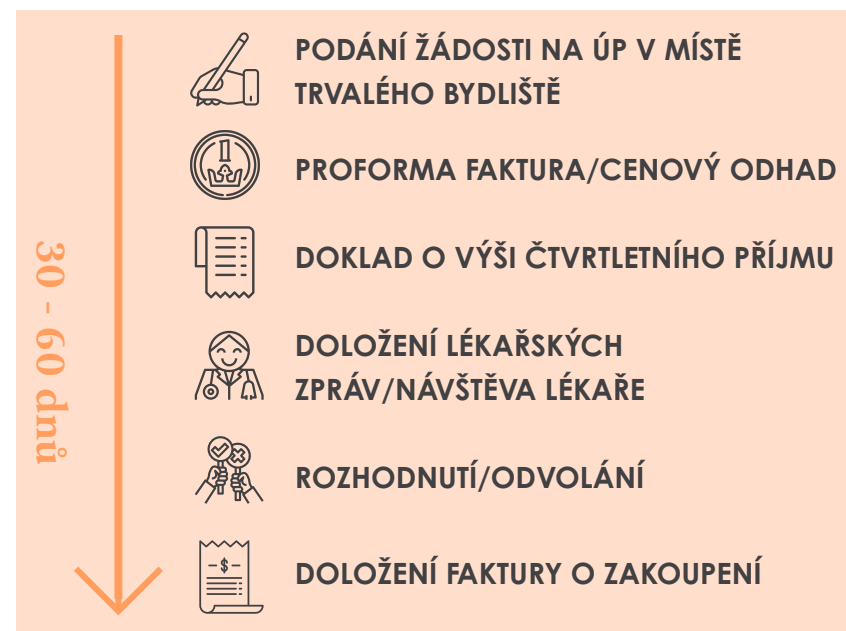 PODÁNÍ ŽÁDOSTI NA ÚP V MÍSTĚ
TRVALÉHO BYDLIŠTĚ
PROFORMA FAKTURA/CENOVÝ ODHAD
DOKLAD O VÝŠI ČTVRTLETNÍHO PŘÍJMU
DOLOŽENÍ LÉKAŘSKÝCH
ZPRÁV/NÁVŠTĚVA LÉKAŘE
ROZHODNUTÍ/ODVOLÁNÍ
DOLOŽENÍ FAKTURY O ZAKOUPENÍ
30 - 60 dnů
1
-$-